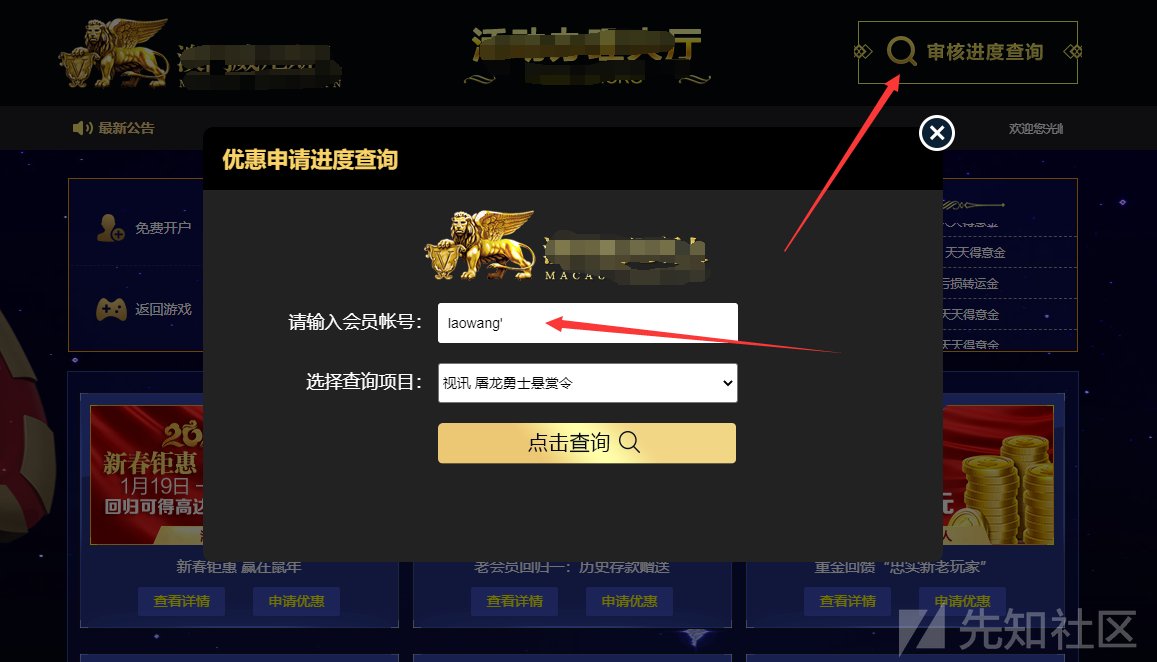 审核进度查询
最新公告
欢迎您光临
优惠申请进度查询
免费开户
返回游戏
MACAO
请输入会员帐号：
laowang'
选择查询项目：
视讯 屠龙勇士悬赏令
点击查询
天天得意金
天天得意金
亏损转运金
天天得意金
天天得意金
新春钜惠
1月19日
回归可得高达
元
新春钜惠 赢在鼠年
老会员回归一：历史存款赠送
重金回馈“忠实新老玩家”
查看详情
申请优惠
查看详情
申请优惠
查看详情
申请优惠
先知社区